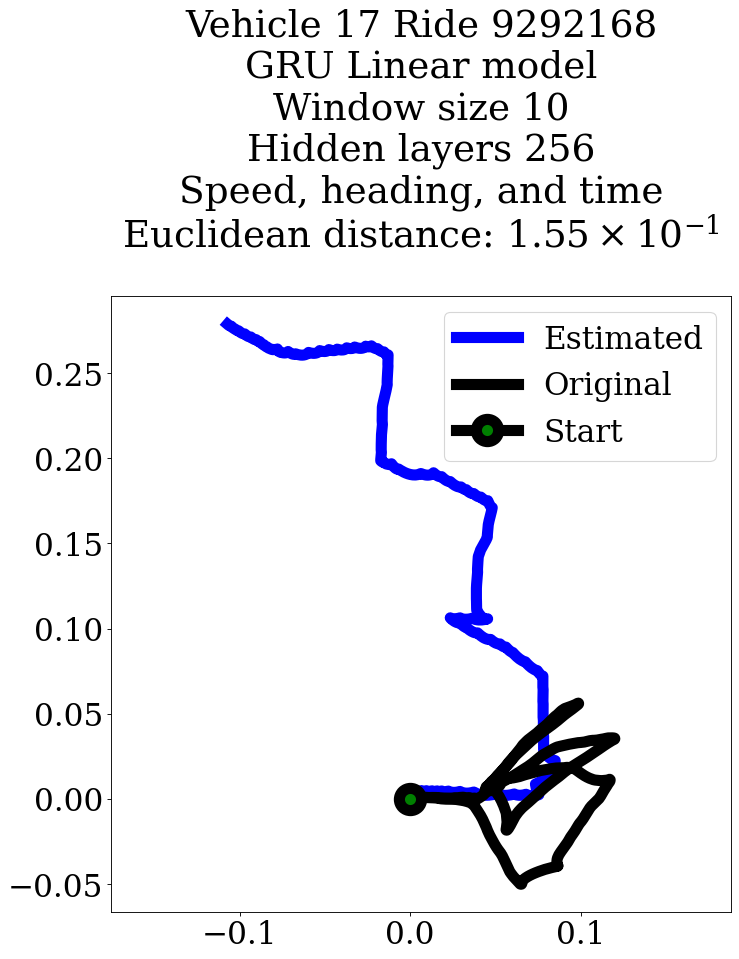 Vehicle 17 Ride 9292168
GRU Linear model
Window size 10
Hidden layers 256
Speed, heading, and time
Euclidean distance: 1.55 × 10⁻¹
Estimated
Original
Start
0.25
0.20
0.15
0.10
0.05
0.00
−0.05
−0.1
0.0
0.1